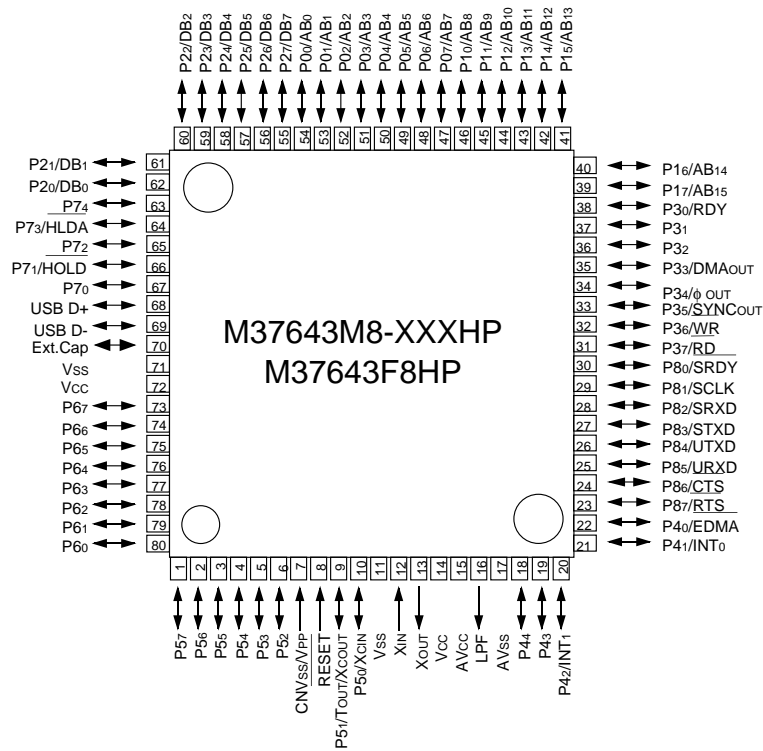 P22/DB2
P23/DB3
P24/DB4
P25/DB5
P26/DB6
P27/DB7
P00/AB0
P01/AB1
P02/AB2
P03/AB3
P04/AB4
P05/AB5
P06/AB6
P07/AB7
P10/AB8
P11/AB9
P12/AB10
P13/AB11
P14/AB12
P15/AB13
60 59 58 57 56 55 54 53 52 51 50 49 48 47 46 45 44 43 42 41
P21/DB1 61
P20/DB0 62
P74 63
P73/HLDA 64
P72 65
P71/HOLD 66
P70 67
USB D+ 68
USB D- 69
Ext.Cap 70
VSS 71
VCC 72
P67 73
P66 74
P65 75
P64 76
P63 77
P62 78
P61 79
P60 80
M37643M8-XXXHP
M37643F8HP
40 P16/AB14
39 P17/AB15
38 P30/RDY
37 P31
36 P32
35 P33/DMAOUT
34 P34/ϕ OUT
33 P35/SYNCOUT
32 P36/WR
31 P37/RD
30 P80/SRDY
29 P81/SCLK
28 P82/SRXD
27 P83/STXD
26 P84/UTXD
25 P85/URXD
24 P86/CTS
23 P87/RTS
22 P40/EDMA
21 P41/INT0
1 2 3 4 5 6 7 8 9 10 11 12 13 14 15 16 17 18 19 20
P57
P56
P55
P54
P53
P52
CNVSS/VPP
RESET
P51/TOUT/XCOUT
P50/XCIN
VSS
XIN
XOUT
VCC
AVCC
LPF
AVSS
P44
P43
P42/INT1